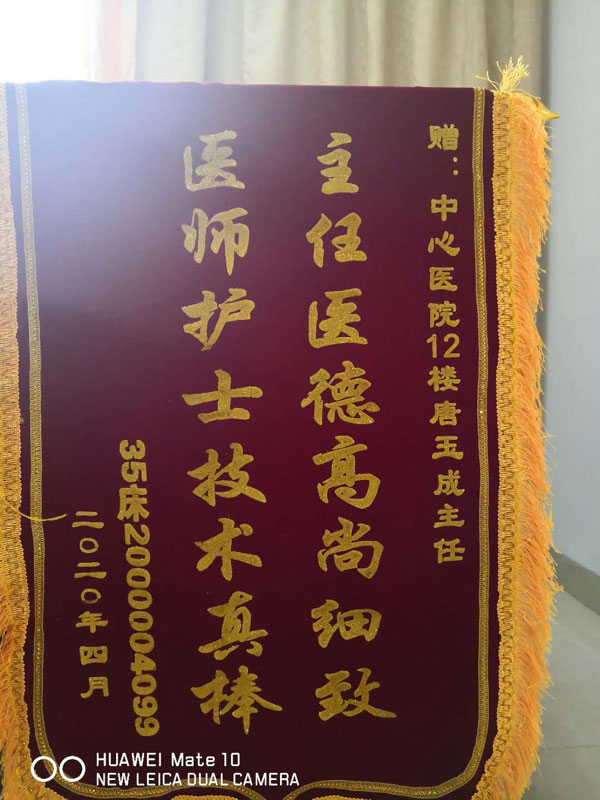 赠：中心医院12楼唐玉成主任
主任医德高尚细致
医师护士技术真棒
35床2000004099
二〇二〇年四月
HUAWEI Mate 10
NEW LEICA DUAL CAMERA